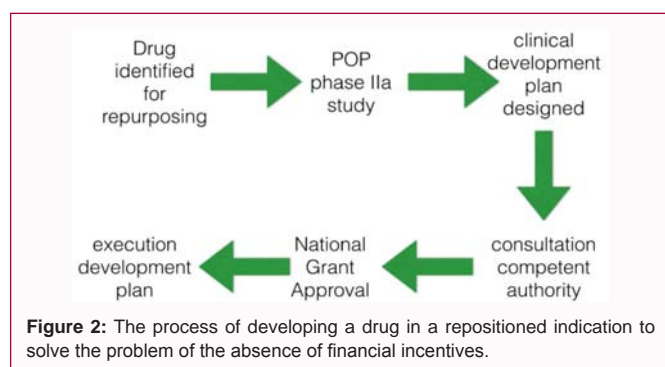 Drug
identified
for
repurposing
POP
phase IIa
study
clinical
development
plan
designed
consultation
competent
authority
National
Grant
Approval
execution
development
plan
Figure 2: The process of developing a drug in a repositioned indication to
solve the problem of the absence of financial incentives.